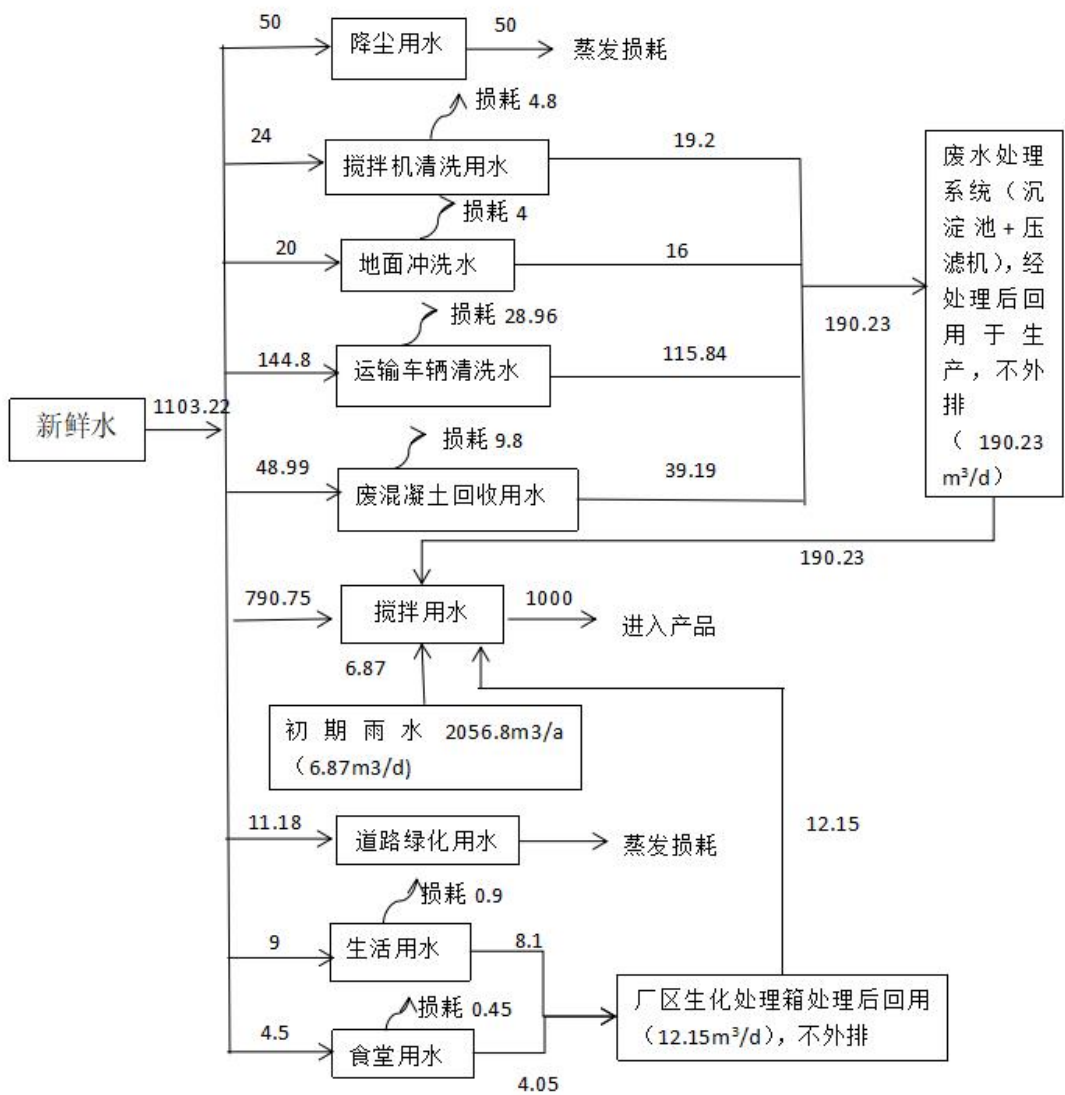 50
降尘用水
50
蒸发损耗
损耗 4.8
24
搅拌机清洗用水
19.2
损耗 4
20
地面冲洗水
16
损耗 28.96
144.8
运输车辆清洗水
115.84
190.23
废水处理
系统（沉
淀池+压
滤机），经
处理后回
用于生
产，不外
排
（190.23
m³/d）
新鲜水
1103.22
损耗 9.8
48.99
废混凝土回收用水
39.19
190.23
790.75
搅拌用水
1000
进入产品
6.87
初期雨水 2056.8m3/a
（6.87m3/d)
12.15
11.18
道路绿化用水
蒸发损耗
损耗 0.9
9
生活用水
8.1
损耗 0.45
4.5
食堂用水
4.05
厂区生化处理箱处理后回用
（12.15m³/d），不外排